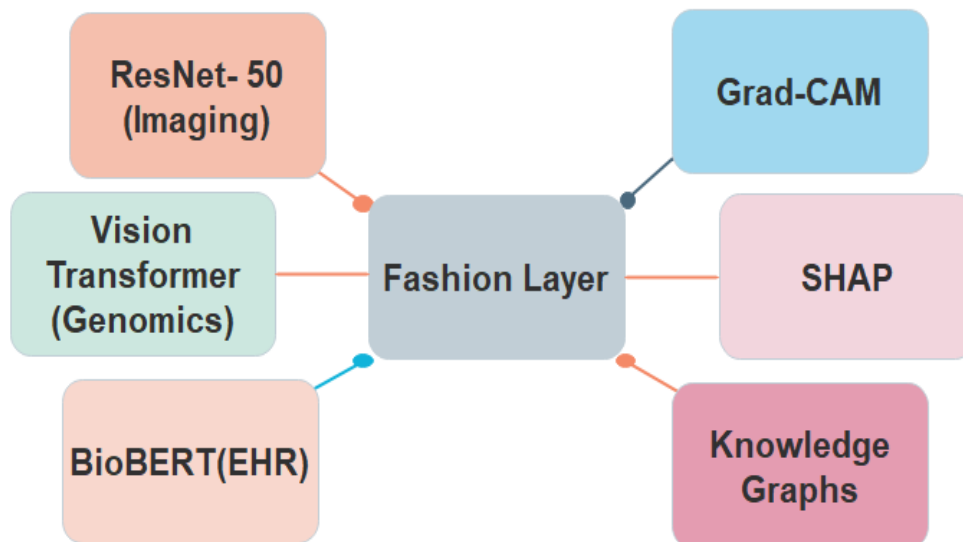 ResNet- 50
(Imaging)
Grad-CAM
Vision
Transformer
(Genomics)
Fashion Layer
SHAP
BioBERT(EHR)
Knowledge
Graphs